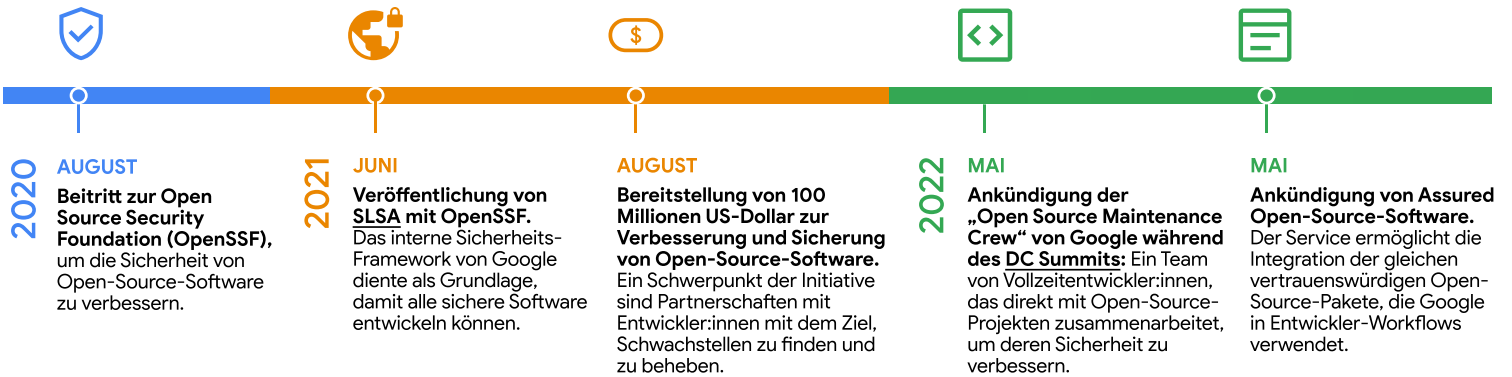 $
2020
AUGUST
Beitritt zur Open
Source Security
Foundation (OpenSSF),
um die Sicherheit von
Open-Source-Software
zu verbessern.
2021
JUNI
Veröffentlichung von
SLSA mit OpenSSF.
Das interne Sicherheits-
Framework von Google
diente als Grundlage,
damit alle sichere Software
entwickeln können.
AUGUST
Bereitstellung von 100
Millionen US-Dollar zur
Verbesserung und Sicherung
von Open-Source-Software.
Ein Schwerpunkt der Initiative
sind Partnerschaften mit
Entwickler:innen mit dem Ziel,
Schwachstellen zu finden und
zu beheben.
2022
MAI
Ankündigung der
„Open Source Maintenance
Crew“ von Google während
des DC Summits: Ein Team
von Vollzeitentwickler:innen,
das direkt mit Open-Source-
Projekten zusammenarbeitet,
um deren Sicherheit zu
verbessern.
MAI
Ankündigung von Assured
Open-Source-Software.
Der Service ermöglicht die
Integration der gleichen
vertrauenswürdigen Open-
Source-Pakete, die Google
in Entwickler-Workflows
verwendet.